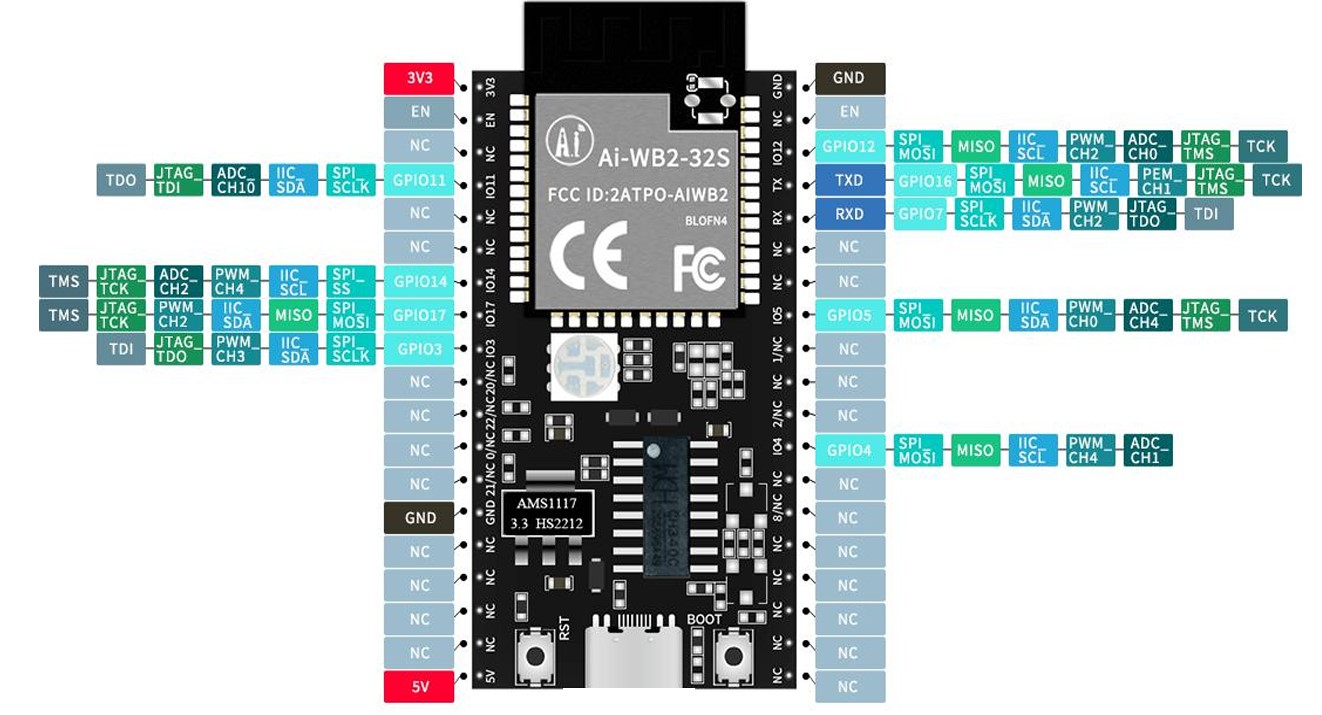 3V3
EN
NC
TDO JTAG_TDI ADC_CH10 IIC_SDA SPI_SCLK GPIO11
NC
NC
TMS JTAG_TCK ADC_CH2 PWM_CH4 IIC_SCL SPI_SS GPIO14
TMS JTAG_TCK PWM_CH2 IIC_SDA MISO SPI_MOSI GPIO17
TDI JTAG_TDO PWM_CH3 IIC_SDA SPI_SCLK GPIO3
NC
NC
NC
NC
GND
NC
NC
NC
NC
5V
3V3
EN
NC
IO11
NC
NC
IO14
IO17
IO3
20/NC
22/NC
0/NC
21/NC
GND
NC
NC
NC
NC
5V
Ai
Ai-WB2-32S
FCC ID:2ATPO-AIWB2
BLOFN4
CE FC
AMS1117
3.3 HS2212
RST
BOOT
GND
NC
IO12
TX
RX
NC
NC
IO5
1/NC
NC
2/NC
IO4
NC
8/NC
NC
NC
NC
NC
NC
GND
EN
GPIO12 SPI_MOSI MISO IIC_SCL PWM_CH2 ADC_CH0 JTAG_TMS TCK
TXD GPIO16 SPI_MOSI MISO IIC_SCL PEM_CH1 JTAG_TMS TCK
RXD GPIO7 SPI_SCLK IIC_SDA PWM_CH2 JTAG_TDO TDI
NC
NC
GPIO5 SPI_MOSI MISO IIC_SDA PWM_CH0 ADC_CH4 JTAG_TMS TCK
NC
NC
NC
GPIO4 SPI_MOSI MISO IIC_SCL PWM_CH4 ADC_CH1
NC
NC
NC
NC
NC
NC
NC